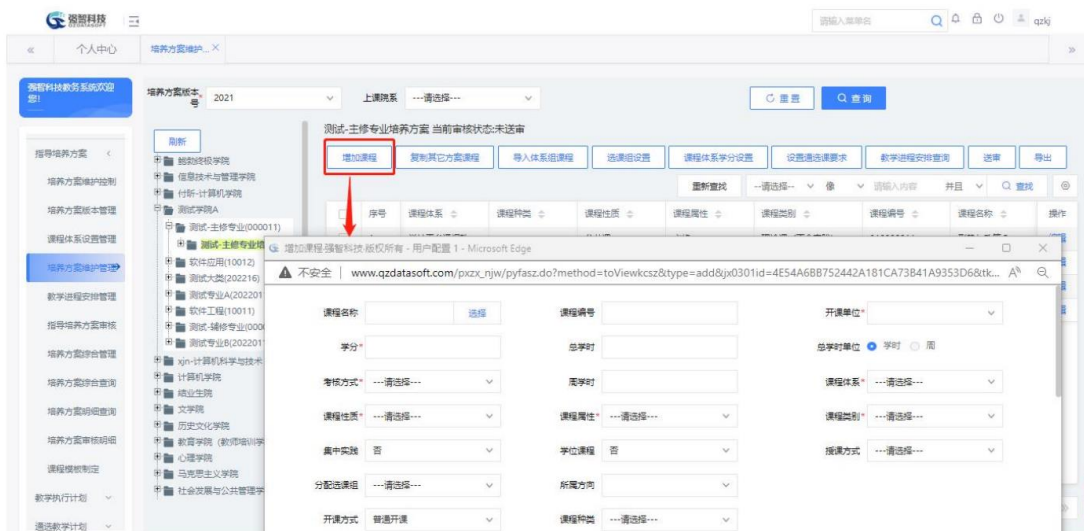 强智科技
请输入菜单名
qzkj
«
个人中心
培养方案维护... ×
»
强智科技教务系统欢迎您!
培养方案版本号* 2021
上课院系 ---请选择---
重置
查询
测试-主修专业培养方案 当前审核状态:未送审
刷新
增加课程
复制其它方案课程
导入体系组课程
选课组设置
课程体系学分设置
设置通选课要求
教学进程安排查询
送审
导出
重新查找
--请选择--
像
请输入内容
并且
查找
序号
课程体系
课程种类
课程性质
课程属性
课程类别
课程编号
课程名称
操作
指导培养方案
培养方案维护控制
培养方案版本管理
课程体系设置管理
培养方案维护管理
教学进程安排管理
指导培养方案审核
培养方案综合管理
培养方案综合查询
培养方案明细查询
培养方案审核明细
课程模板制定
教学执行计划
通选教学计划
信息技术与管理学院
付昕-计算机学院
测试学院A
测试-主修专业(000011)
测试-主修专业培
软件应用(10012)
测试大类(202216)
测试专业A(202201
软件工程(10011)
测试-辅修专业(000
测试专业B(202201
xjn-计算机科学与技术
计算机学院
结业生院
文学院
历史文化学院
教育学院(教师培训学
心理学院
马克思主义学院
社会发展与公共管理学
增加课程-强智科技.版权所有 - 用户配置 1 - Microsoft Edge
不安全 | www.qzdatasoft.com/pxzx_njw/pyfasz.do?method=toViewkcsz&type=add&jx0301id=4E54A6BB752442A181CA73B41A9353D6&tk...
课程名称
选择
课程编号
开课单位*
学分*
总学时
总学时单位 学时 周
考核方式* ---请选择---
周学时
课程体系* ---请选择---
课程性质* ---请选择---
课程属性* ---请选择---
课程类别* ---请选择---
集中实践 否
学位课程 否
授课方式 ---请选择---
分配选课组 ---请选择---
所属方向
开课方式 普通开课
课程种类 ---请选择---